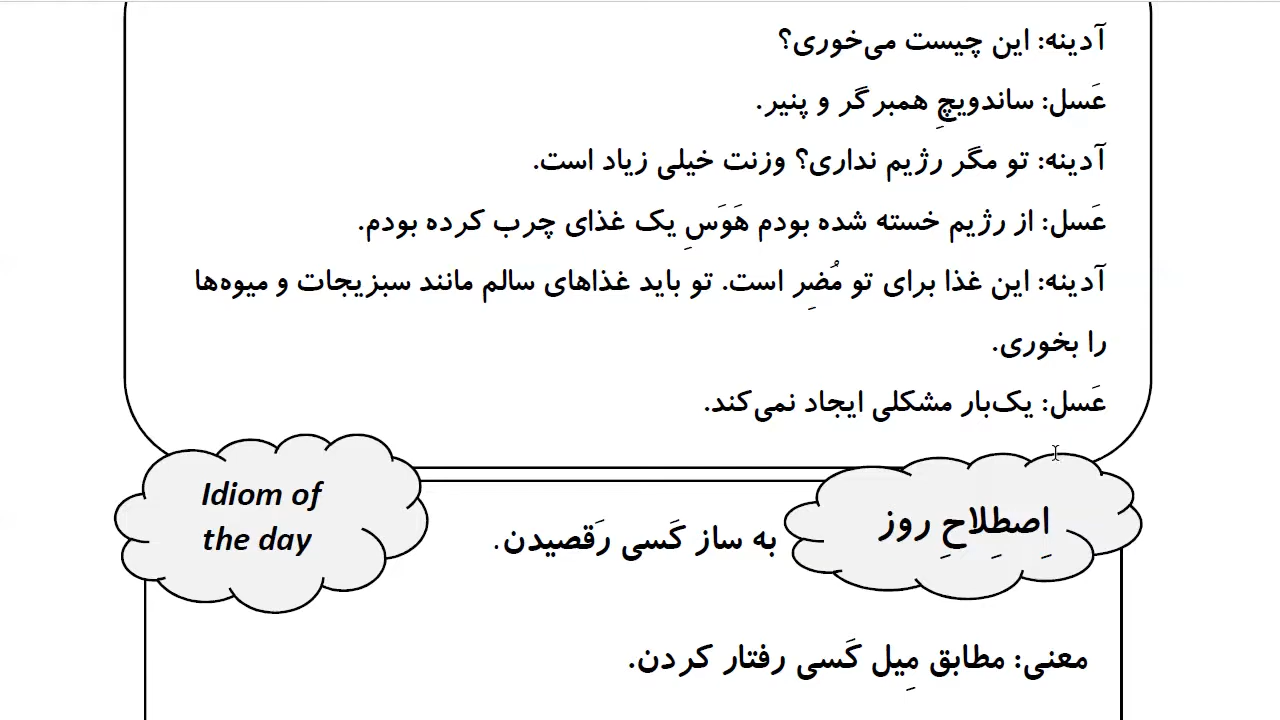 آدینه: این چیست می‌خوری؟
عَسل: ساندویچِ همبرگر و پنیر.
آدینه: تو مگر رژیم نداری؟ وزنت خیلی زیاد است.
عَسل: از رژیم خسته شده بودم هَوَسِ یک غذای چرب کرده بودم.
آدینه: این غذا برای تو مُضِر است. تو باید غذاهای سالم مانند سبزیجات و میوه‌ها
را بخوری.
عَسل: یک‌بار مشکلی ایجاد نمی‌کند.
اِصطِلاحِ روز
به ساز کَسی رَقصیدن.
Idiom of
the day
معنی: مطابق مِیل کَسی رفتار کردن.